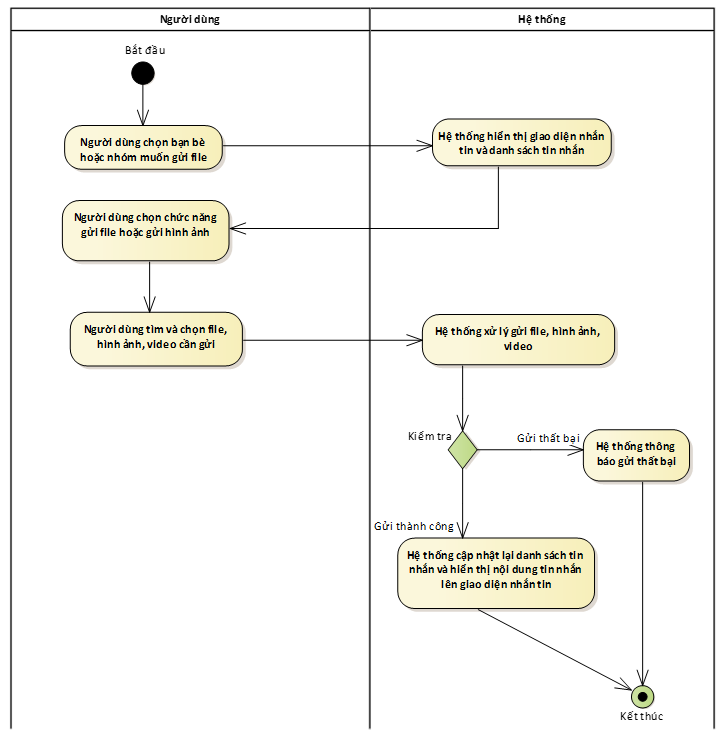 Người dùng
Hệ thống
Bắt đầu
Người dùng chọn bạn bè
hoặc nhóm muốn gửi file
Hệ thống hiển thị giao diện nhắn
tin và danh sách tin nhắn
Người dùng chọn chức năng
gửi file hoặc gửi hình ảnh
Người dùng tìm và chọn file,
hình ảnh, video cần gửi
Hệ thống xử lý gửi file, hình ảnh,
video
Kiểm tra
Gửi thất bại
Hệ thống thông
báo gửi thất bại
Gửi thành công
Hệ thống cập nhật lại danh sách tin
nhắn và hiển thị nội dung tin nhắn
lên giao diện nhắn tin
Kết thúc